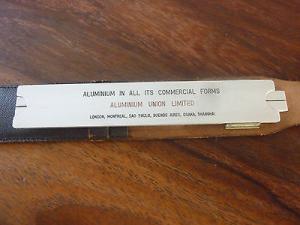 ALUMINIUM IN ALL ITS COMMERCIAL FORMS
ALUMINIUM UNION LIMITED
LONDON, MONTREAL, SAO PAULO, BUENOS AIRES, OSAKA, SHANGHAI